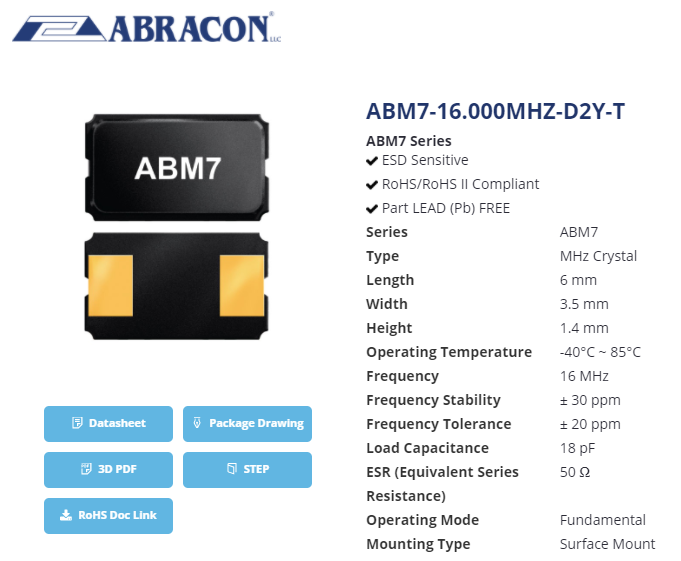 ABRACON LLC
ABM7-16.000MHZ-D2Y-T
ABM7 Series
ESD Sensitive
RoHS/RoHS II Compliant
Part LEAD (Pb) FREE
Series ABM7
Type MHz Crystal
Length 6 mm
Width 3.5 mm
Height 1.4 mm
Operating Temperature -40°C ~ 85°C
Frequency 16 MHz
Frequency Stability ± 30 ppm
Frequency Tolerance ± 20 ppm
Load Capacitance 18 pF
ESR (Equivalent Series 50 Ω
Resistance)
Operating Mode Fundamental
Mounting Type Surface Mount
ABM7
Datasheet Package Drawing
3D PDF STEP
RoHS Doc Link